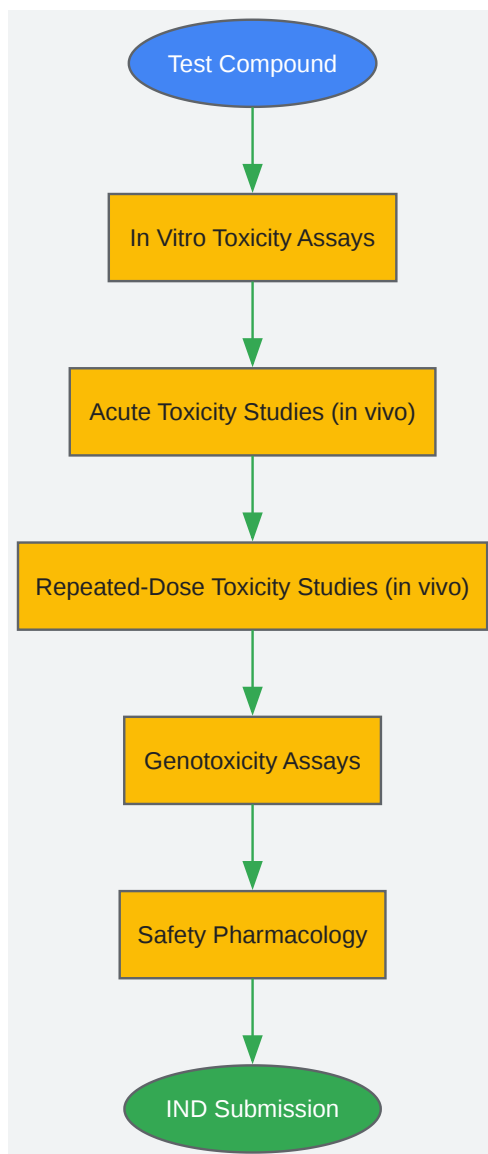 Test Compound
In Vitro Toxicity Assays
Acute Toxicity Studies (in vivo)
Repeated-Dose Toxicity Studies (in vivo)
Genotoxicity Assays
Safety Pharmacology
IND Submission